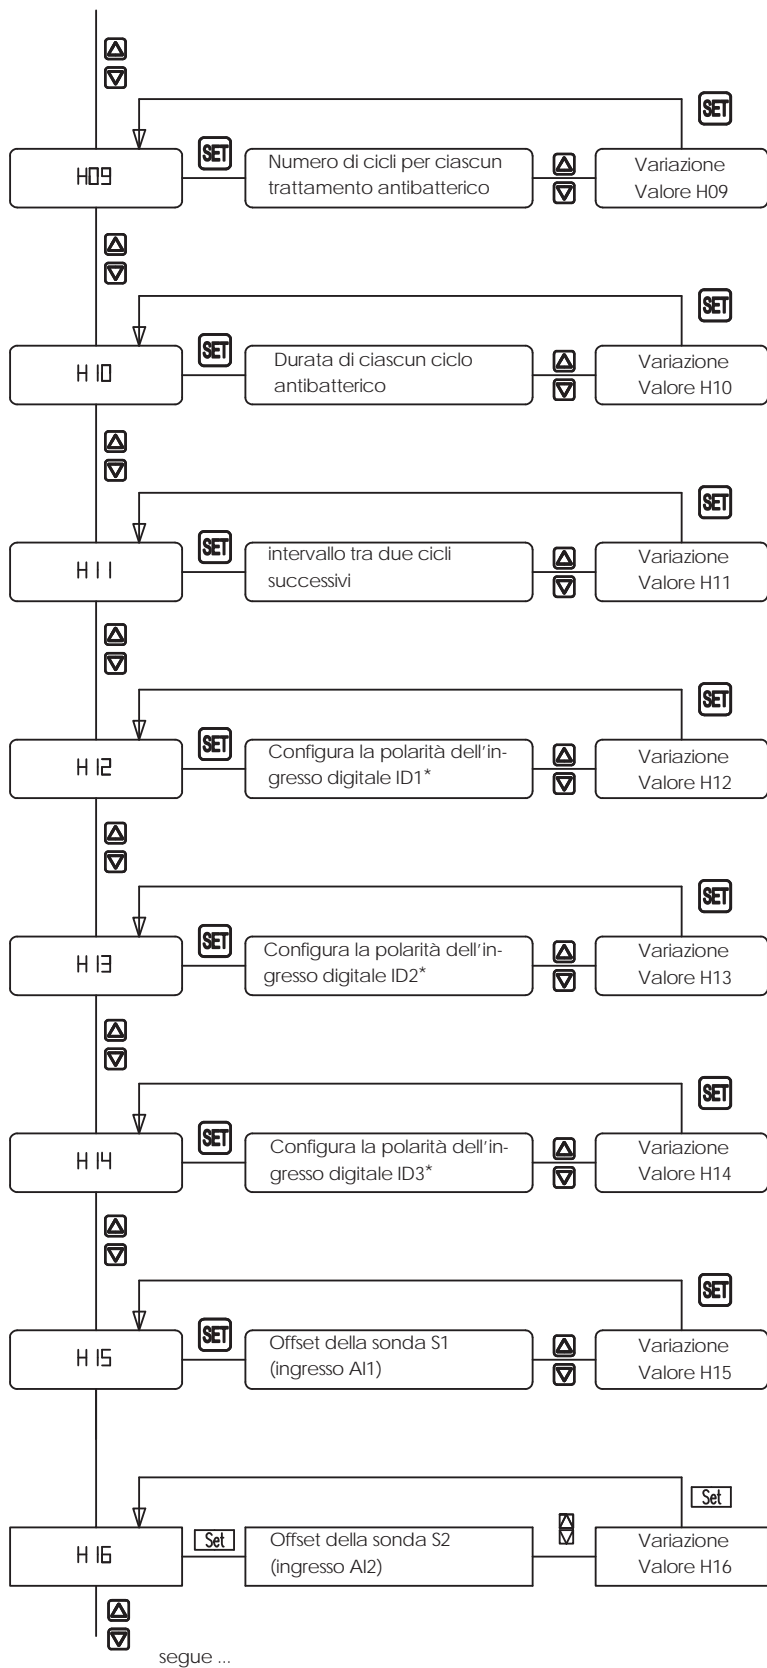 SET
H09
SET
Numero di cicli per ciascun
trattamento antibatterico
Variazione
Valore H09
SET
H10
SET
Durata di ciascun ciclo
antibatterico
Variazione
Valore H10
SET
H11
SET
intervallo tra due cicli
successivi
Variazione
Valore H11
SET
H12
SET
Configura la polarità dell'in-
gresso digitale ID1*
Variazione
Valore H12
SET
H13
SET
Configura la polarità dell'in-
gresso digitale ID2*
Variazione
Valore H13
SET
H14
SET
Configura la polarità dell'in-
gresso digitale ID3*
Variazione
Valore H14
SET
H15
SET
Offset della sonda S1
(ingresso AI1)
Variazione
Valore H15
Set
H16
Set
Offset della sonda S2
(ingresso AI2)
Variazione
Valore H16
segue ...